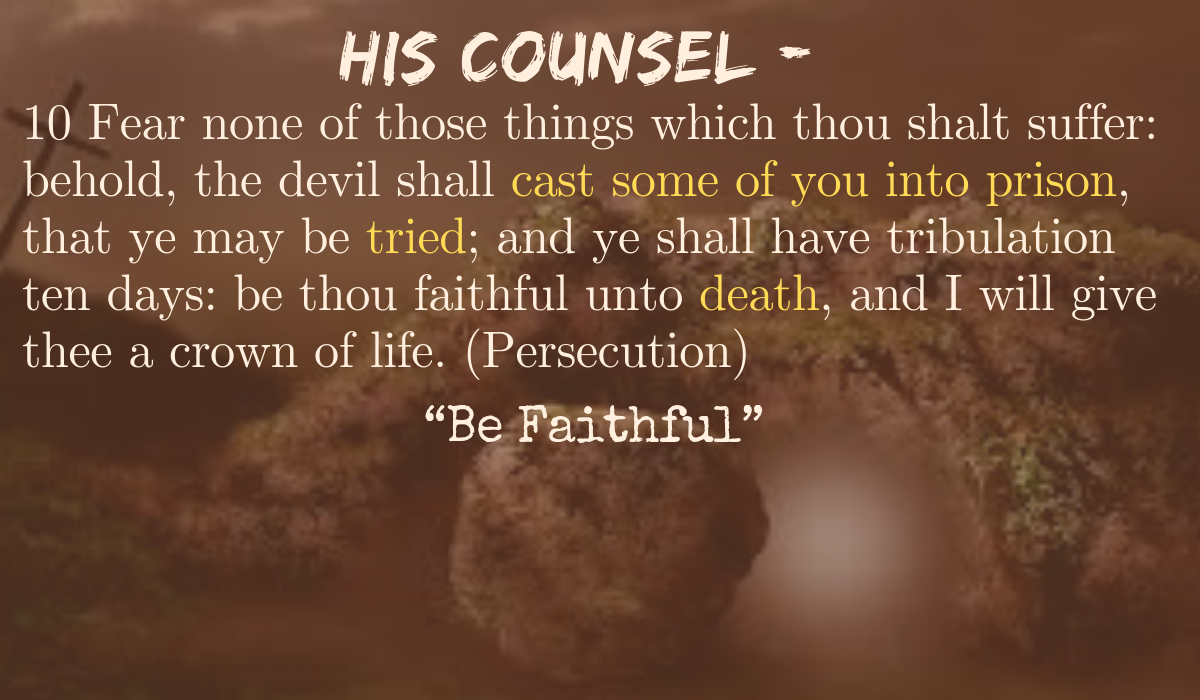 HIS COUNSEL -
10 Fear none of those things which thou shalt suffer:
behold, the devil shall cast some of you into prison,
that ye may be tried; and ye shall have tribulation
ten days: be thou faithful unto death, and I will give
thee a crown of life. (Persecution)
“Be Faithful”